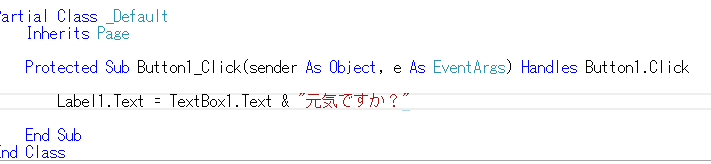 Partial Class _Default
Inherits Page
Protected Sub Button1_Click(sender As Object, e As EventArgs) Handles Button1.Click
Label1.Text = TextBox1.Text & "元気ですか？"
End Sub
End Class